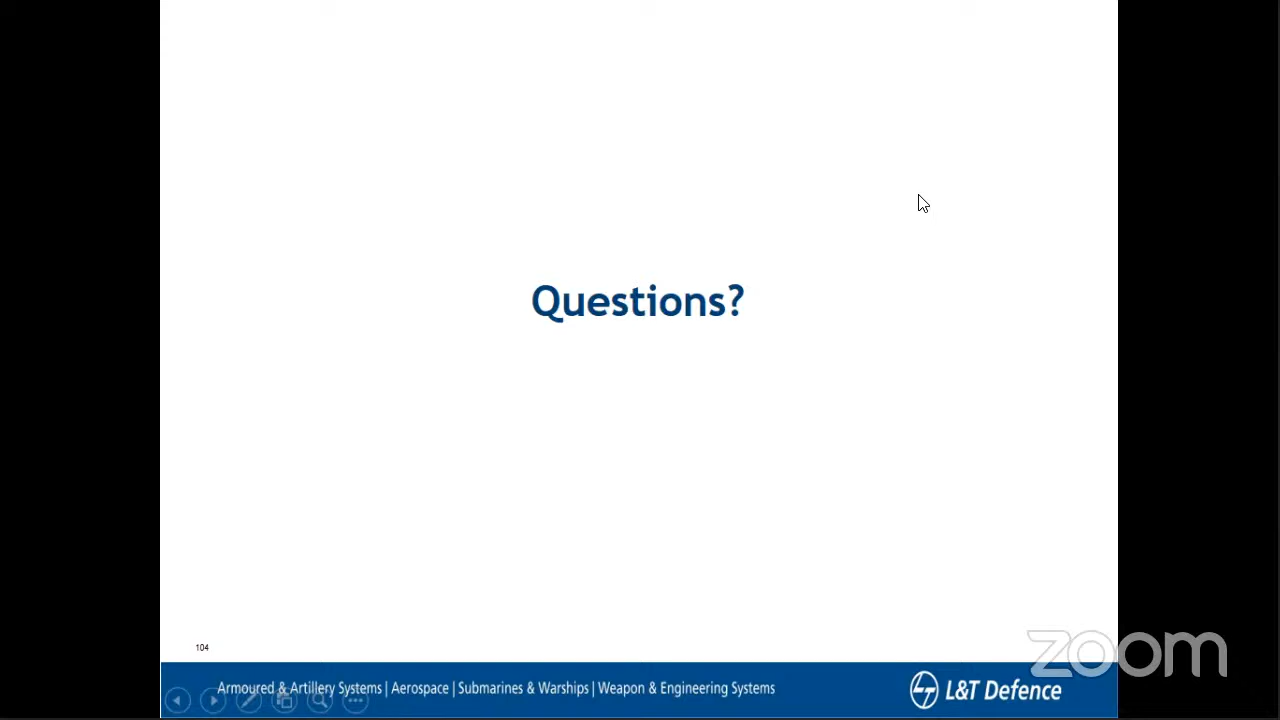 Questions?
104
zoom
Armoured & Artillery Systems | Aerospace | Submarines & Warships | Weapon & Engineering Systems
L&T Defence